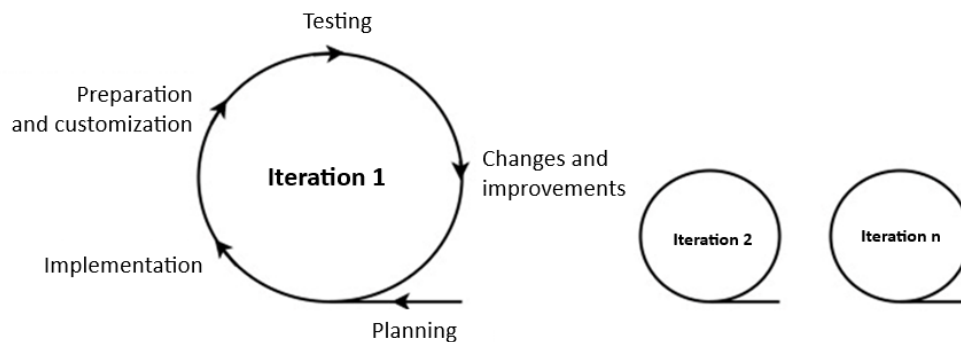 Testing
Preparation
and customization
Iteration 1
Changes and
improvements
Implementation
Planning
Iteration 2
Iteration n